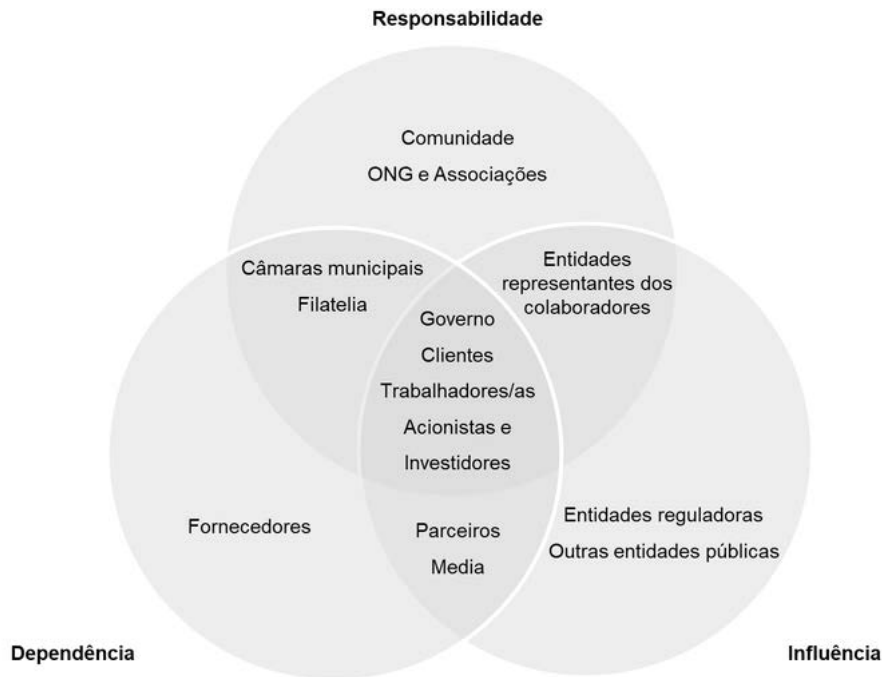 Responsabilidade
Comunidade
ONG e Associações
Câmaras municipais
Filatelia
Entidades
representantes dos
colaboradores
Governo
Clientes
Trabalhadores/as
Acionistas e
Investidores
Fornecedores
Parceiros
Media
Entidades reguladoras
Outras entidades públicas
Dependência
Influência